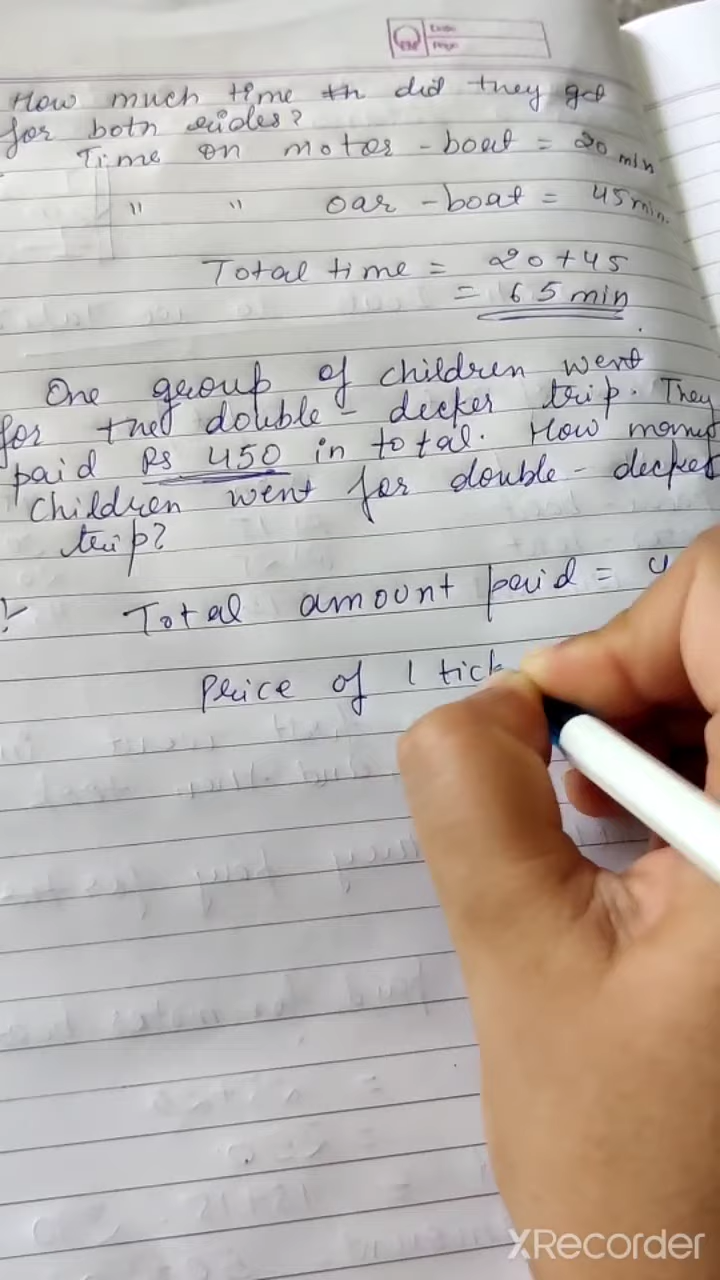 How much time th did they get
for both rides?
Time on motor - boat = 20 min
" " oar - boat = 45 min.
Total time = 20 + 45
= 65 min
One group of children went
for the double - decker trip. They
paid Rs 450 in total. How many
children went for double - decker
trip?
Total amount paid = 4
Price of 1 tick
XRecorder